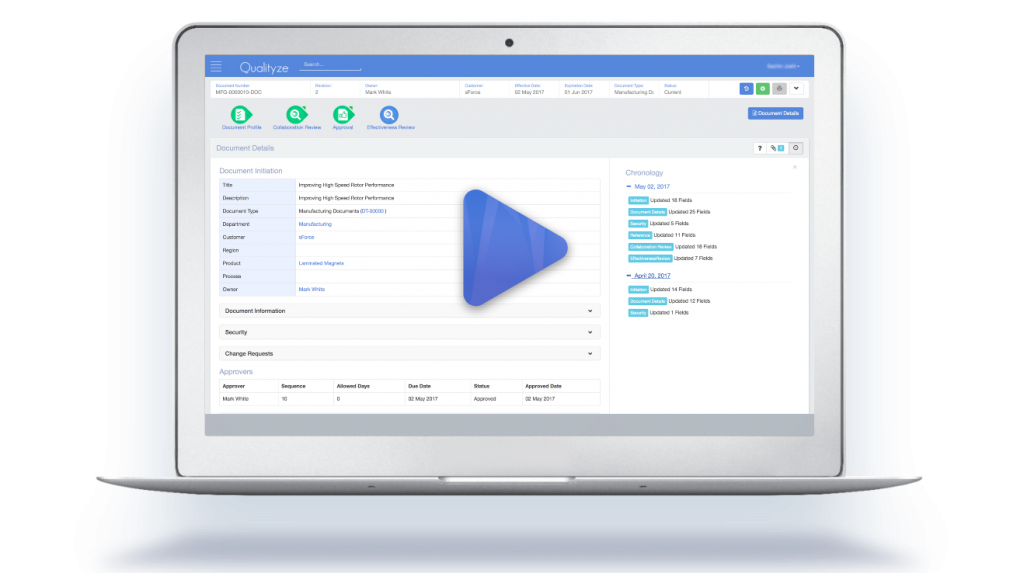 Qualityze
Search...
Document Number Revision Owner Customer Effective Date Expiration Date Document Type Status
MFG-0000010-DOC 2 Mark White sForce 02 May 2017 01 Jun 2017 Manufacturing Dc Current
Document Profile Collaboration Review Approval Effectiveness Review
Document Details
Document Details
?
Document Initiation
Title Improving High Speed Rotor Performance
Description Improving High Speed Rotor Performance
Document Type Manufacturing Documents (DT-00000 )
Department Manufacturing
Customer sForce
Region
Product Laminated Magnets
Process
Owner Mark White
Document Information
Security
Change Requests
Approvers
Approver Sequence Allowed Days Due Date Status Approved Date
Mark White 10 0 02 May 2017 Approved 02 May 2017
Chronology
May 02, 2017
Initiation Updated 16 Fields
Document Details Updated 25 Fields
Security Updated 5 Fields
Reference Updated 11 Fields
Collaboration Review Updated 18 Fields
EffectivenessReview Updated 7 Fields
April 20, 2017
Initiation Updated 14 Fields
Document Details Updated 12 Fields
Security Updated 1 Fields